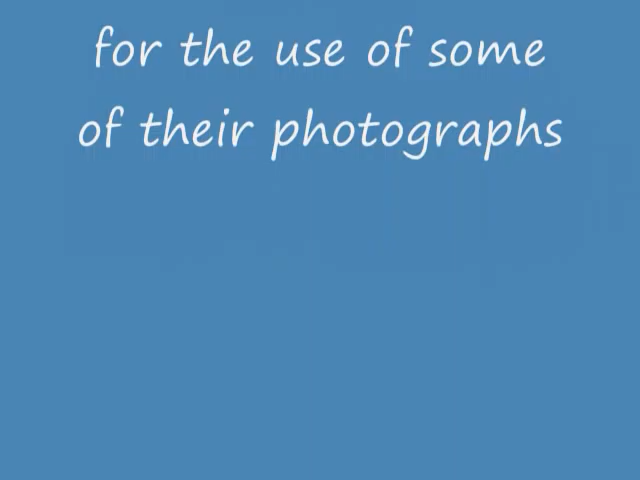 for the use of some
of their photographs